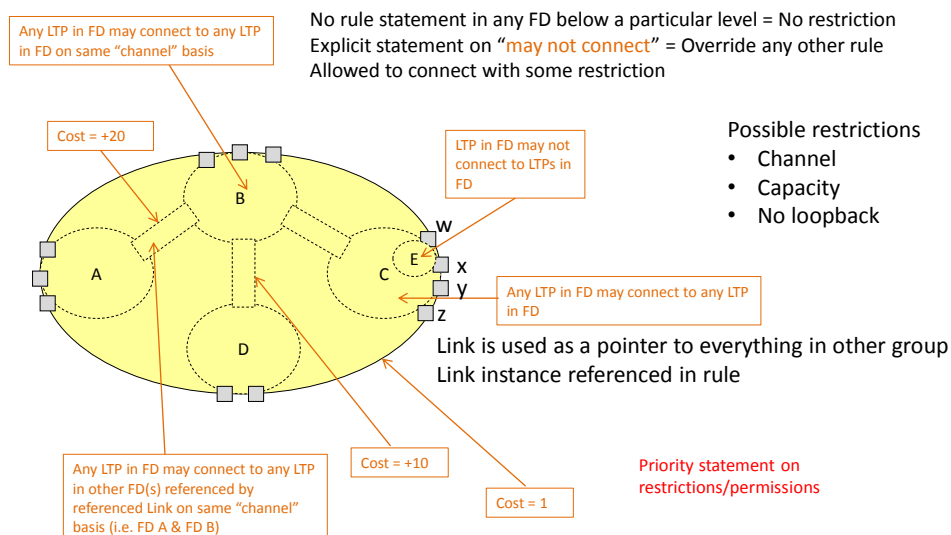 Any LTP in FD may connect to any LTP
in FD on same “channel” basis
No rule statement in any FD below a particular level = No restriction
Explicit statement on “may not connect” = Override any other rule
Allowed to connect with some restriction
Cost = +20
LTP in FD may not
connect to LTPs in
FD
Possible restrictions
• Channel
• Capacity
• No loopback
B
w
E
x
A
C
y
Any LTP in FD may connect to any LTP
in FD
z
D
Link is used as a pointer to everything in other group
Link instance referenced in rule
Any LTP in FD may connect to any LTP
in other FD(s) referenced by
referenced Link on same “channel”
basis (i.e. FD A & FD B)
Cost = +10
Cost = 1
Priority statement on
restrictions/permissions